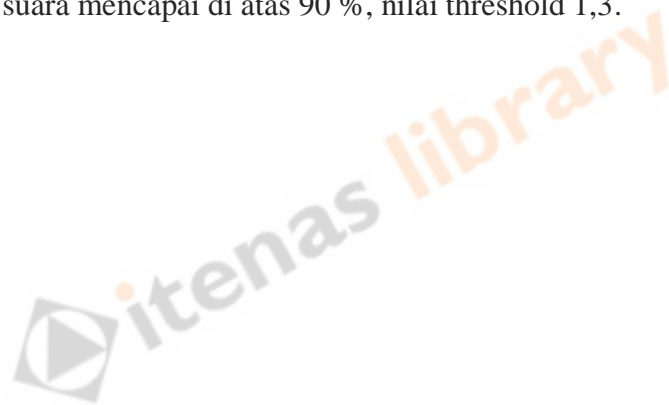 suara mencapai di atas 90 %, nilai threshold 1,3.
itenas library